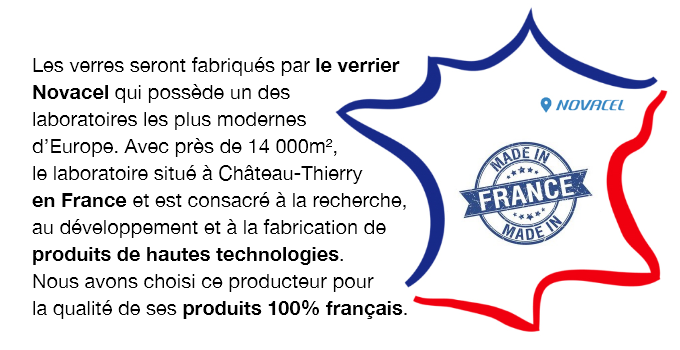 Les verres seront fabriqués par le verrier
Novacel qui possède un des
laboratoires les plus modernes
d'Europe. Avec près de 14 000m²,
le laboratoire situé à Château-Thierry
en France et est consacré à la recherche,
au développement et à la fabrication de
produits de hautes technologies.
Nous avons choisi ce producteur pour
la qualité de ses produits 100% français.
NOVACEL
MADE IN
FRANCE
MADE IN